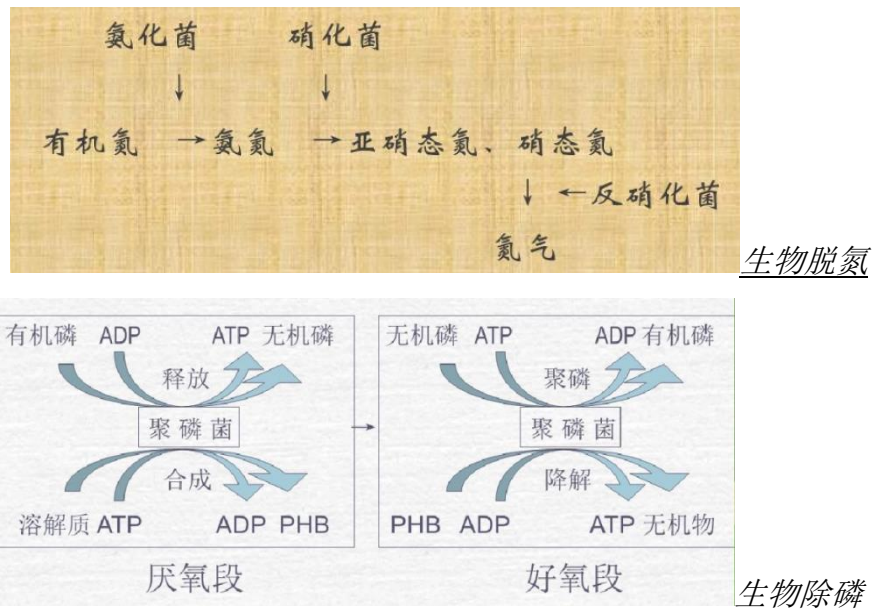 氨化菌 硝化菌
↓ ↓
有机氮 →氨氮 →亚硝态氮、硝态氮
↓ ←反硝化菌
氮气
生物脱氮
有机磷 ADP ATP 无机磷
释放
聚磷菌
合成
溶解质 ATP ADP PHB
厌氧段
→
无机磷 ATP ADP 有机磷
聚磷
聚磷菌
降解
PHB ADP ATP 无机物
好氧段
生物除磷